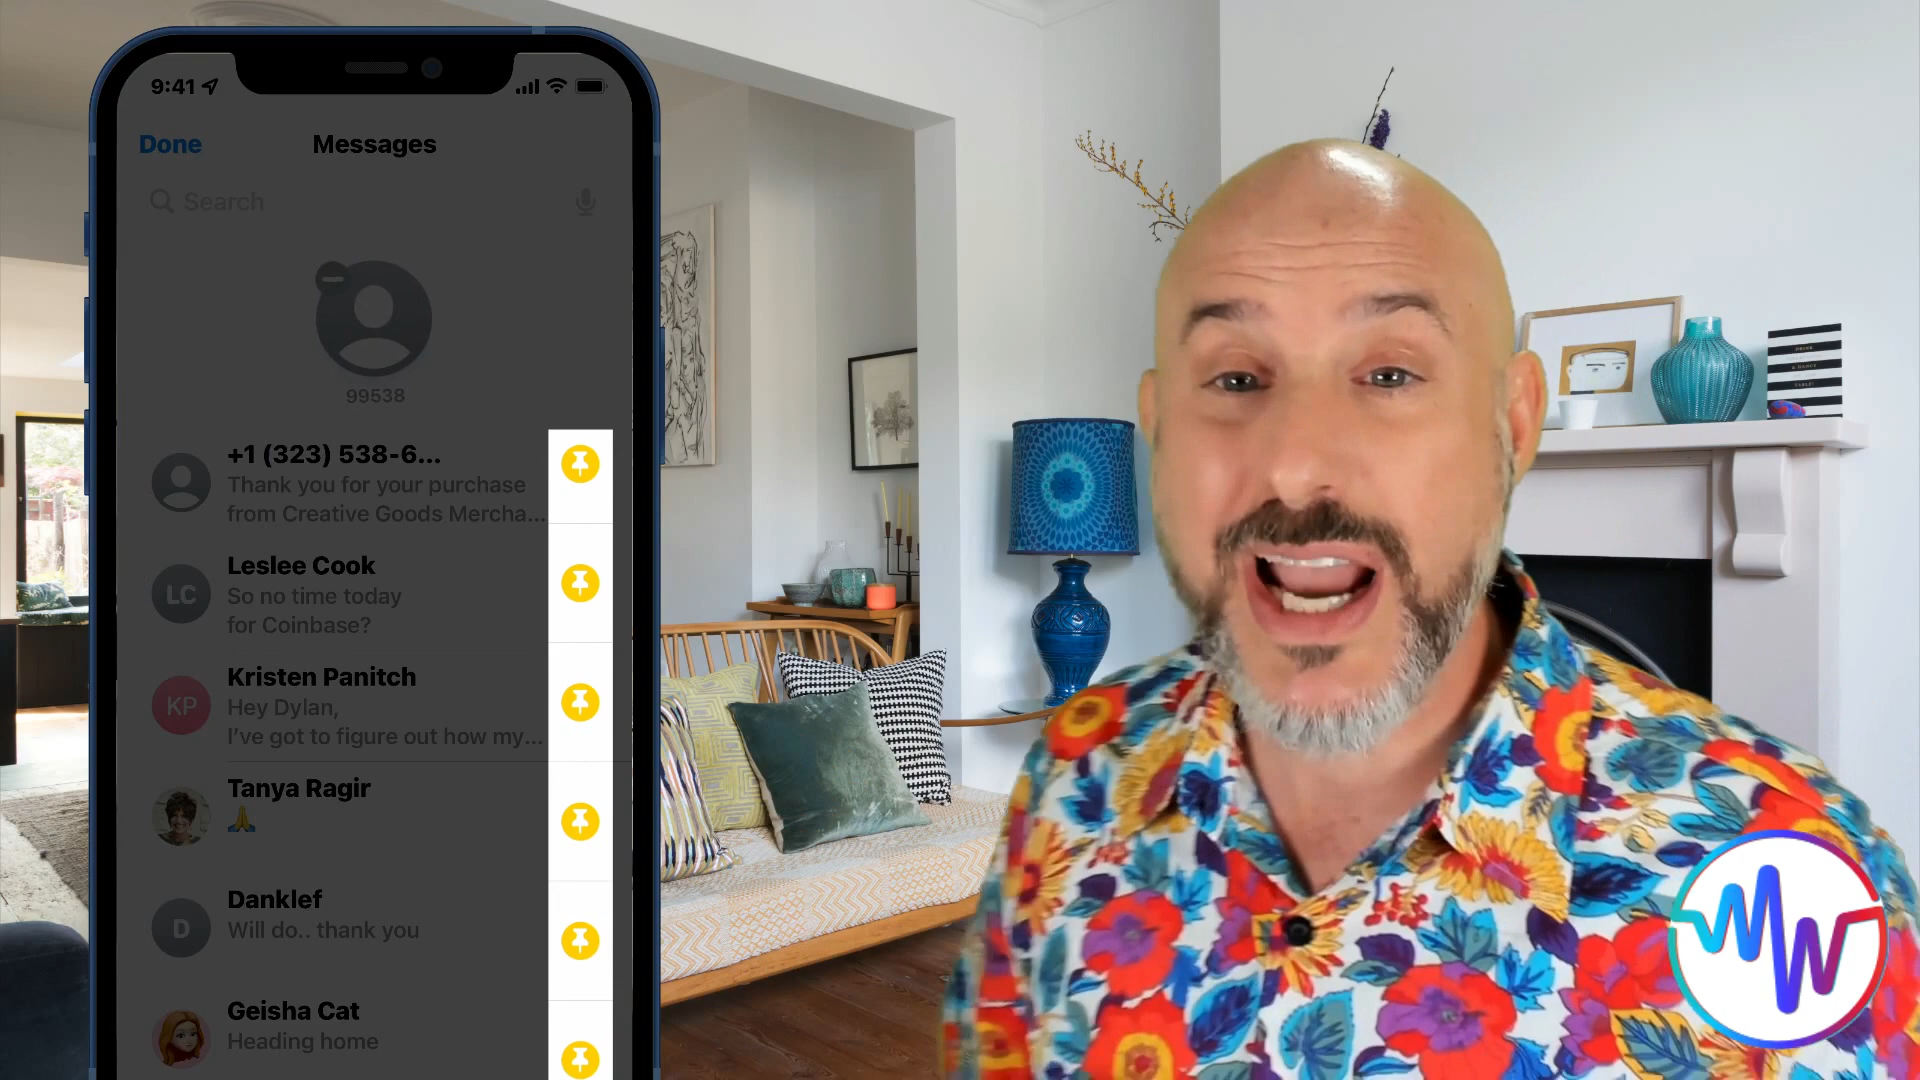 9:41
Done
Messages
Search
99538
+1 (323) 538-6...
Thank you for your purchase
from Creative Goods Mercha...
LC
Leslee Cook
So no time today
for Coinbase?
KP
Kristen Panitch
Hey Dylan,
I've got to figure out how my...
Tanya Ragir
🙏
D
Danklef
Will do.. thank you
Geisha Cat
Heading home
MW